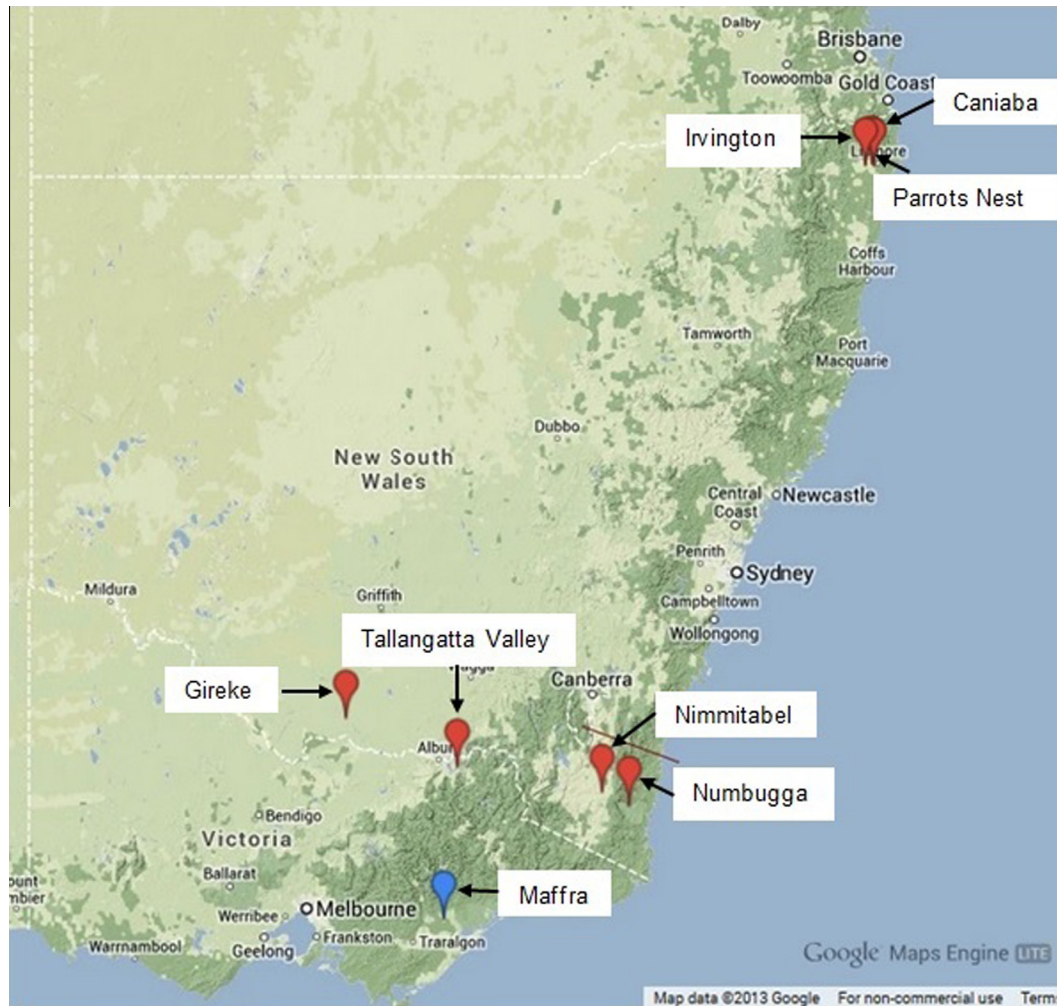 Dalby
Brisbane
Toowoomba
Gold Coast
Caniaba
Irvington
Parrots Nest
Coffs
Harbour
Tamworth
Port
Macquarie
Dubbo
New South
Wales
Central
Coast
Newcastle
Penrith
Sydney
Mildura
Griffith
Campbelltown
Wollongong
Tallangatta Valley
Gireke
Canberra
Nimmitabel
Numbugga
Bendigo
Victoria
Ballarat
Maffra
Melbourne
Werribee
Geelong
Frankston
Traralgon
Warrnambool
Google Maps Engine LITE
Map data ©2013 Google For non-commercial use Term